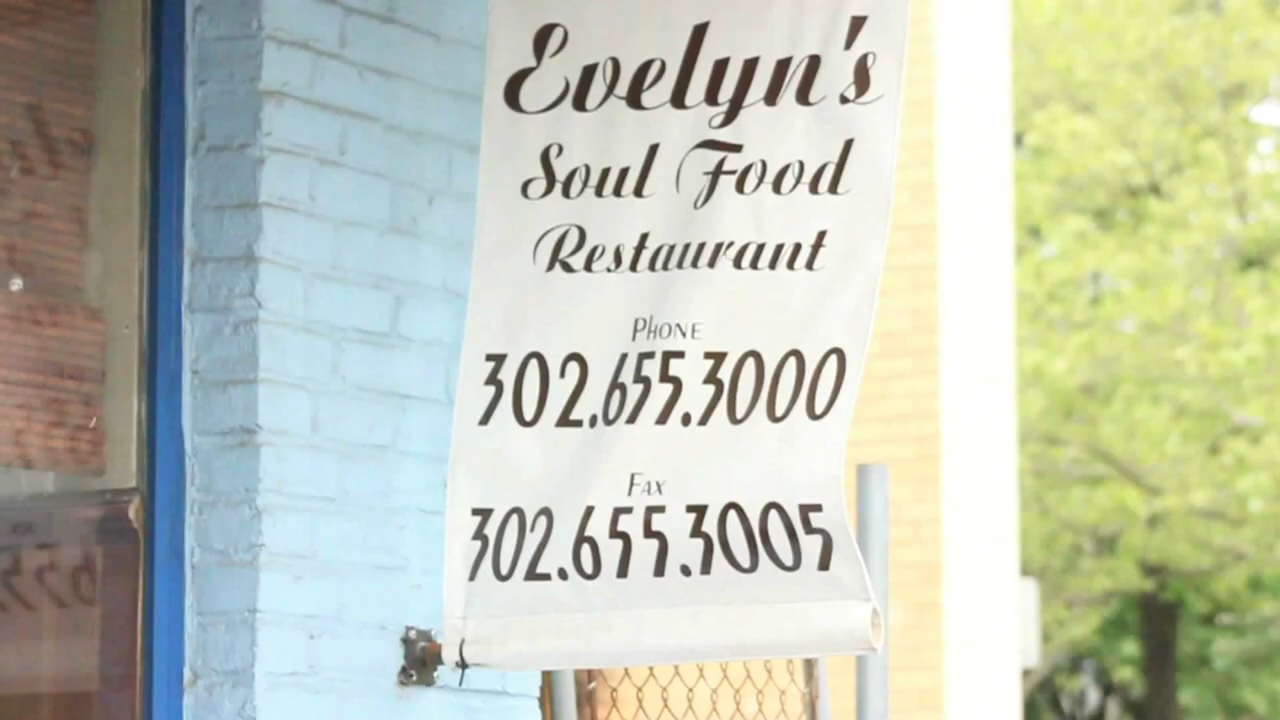 Evelyn's
Soul Food
Restaurant
PHONE
302.655.3000
FAX
302.655.3005